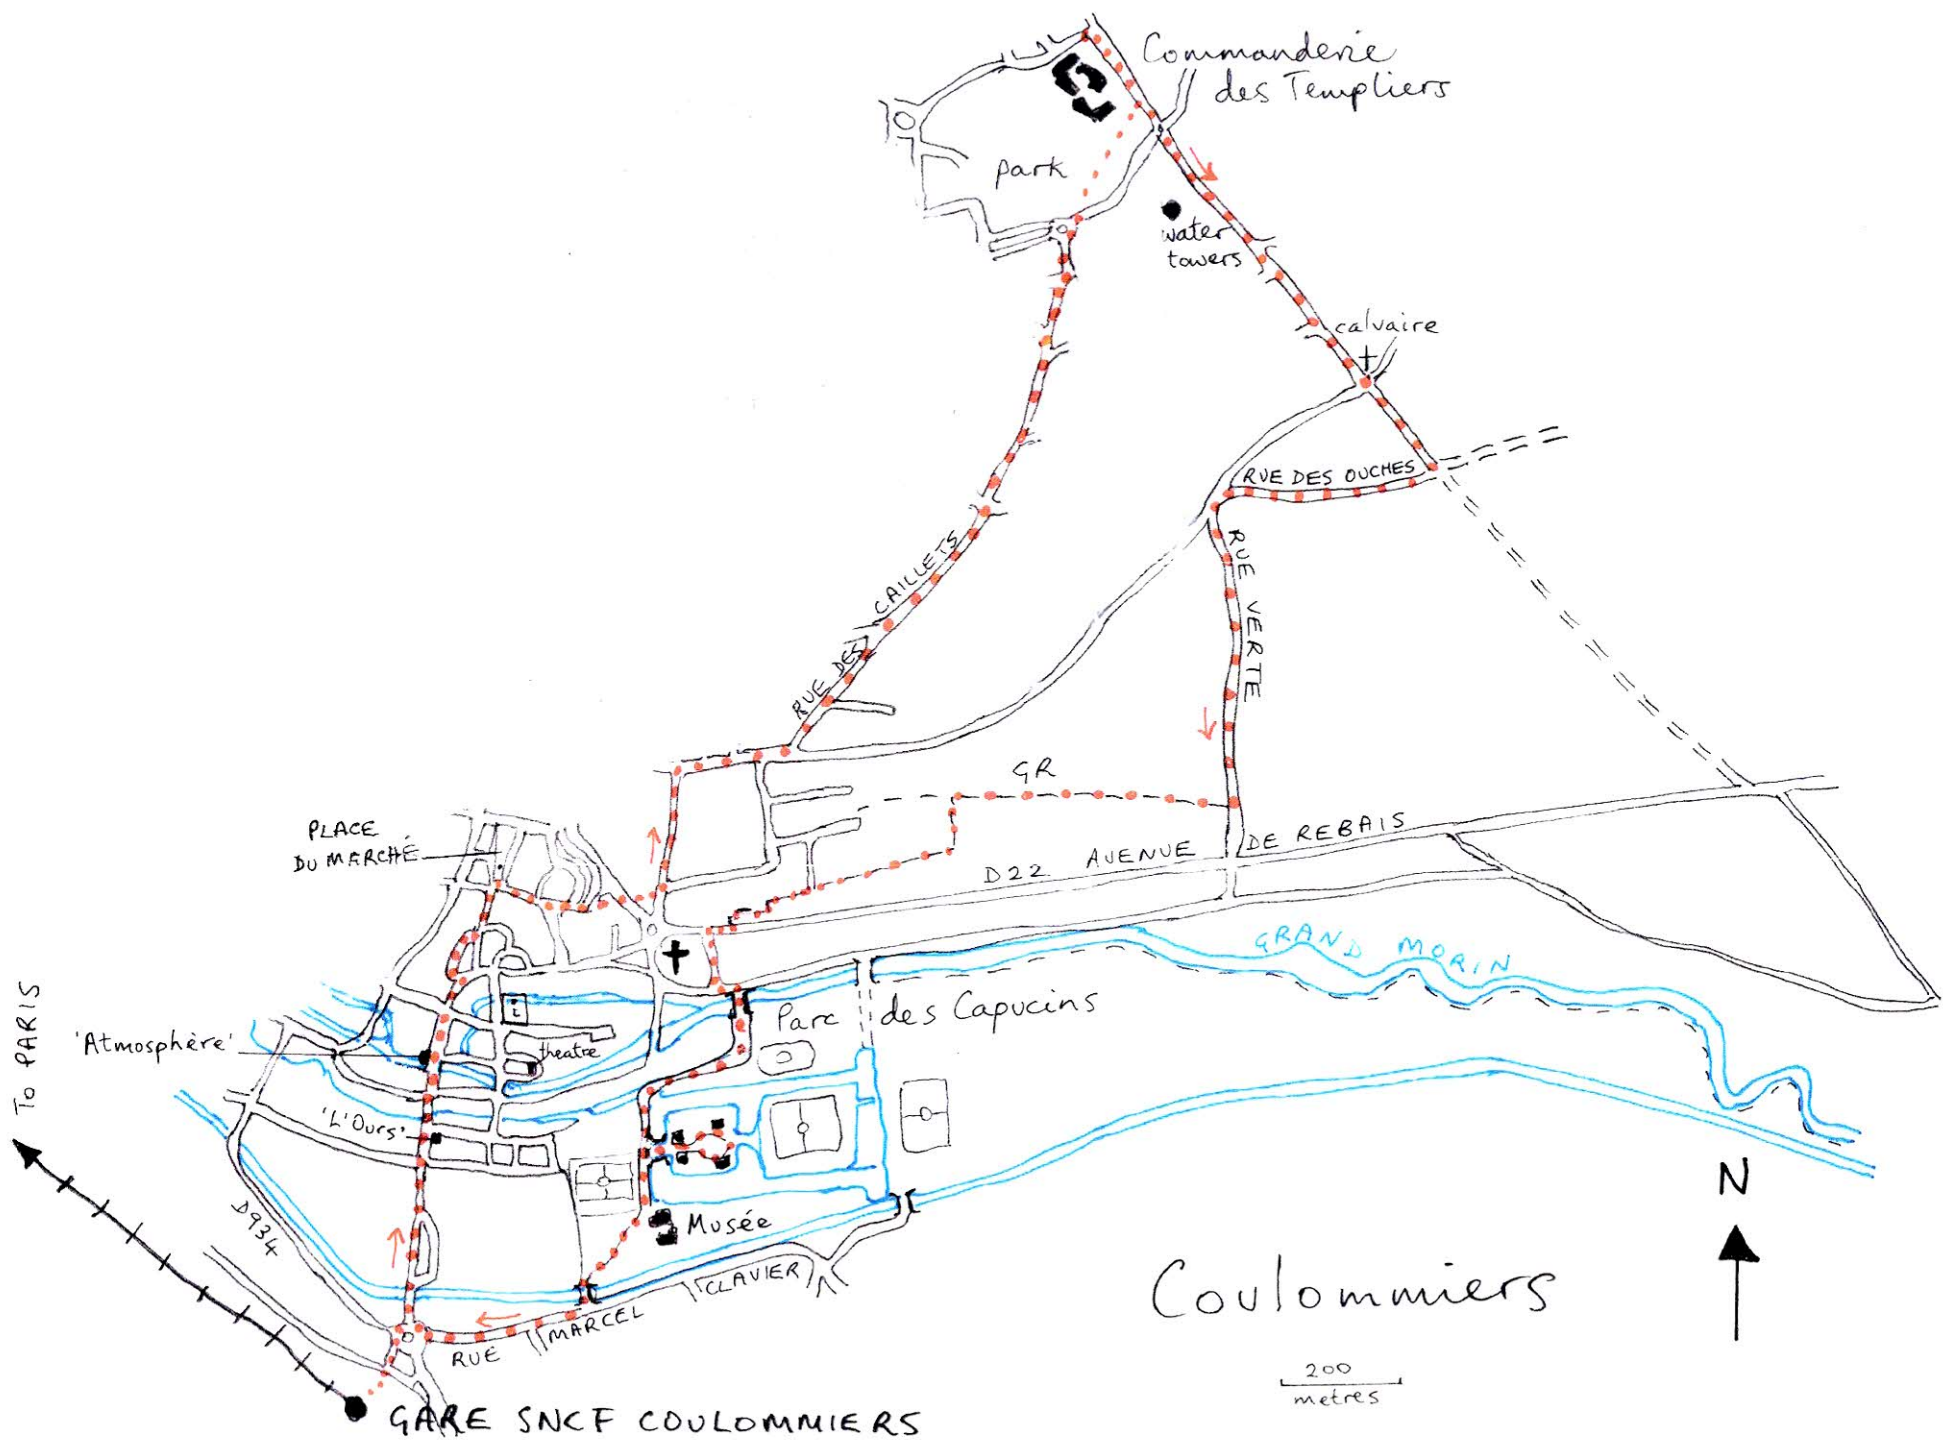 Commanderie
des Templiers
park
water
towers
calvaire
RUE DES OUCHES
RUE DES CAILLETS
RUE VERTE
GR
PLACE
DU MARCHÉ
D22 AVENUE DE REBAIS
GRAND MORIN
To PARIS
'Atmosphère'
Parc des Capucins
theatre
'L'Ours'
Musée
D934
RUE MARCEL CLAVIER
N
Coulommiers
200
metres
GARE SNCF COULOMMIERS